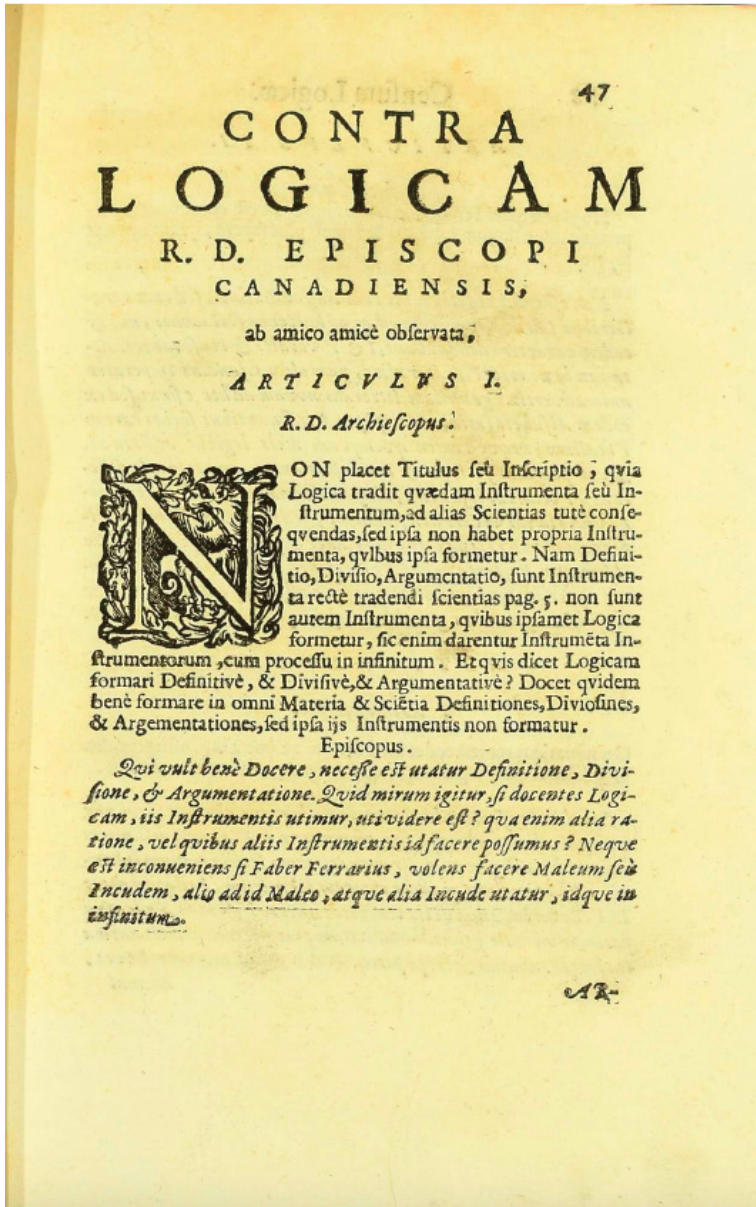 47
CONTRA
LOGICAM
R. D. EPISCOPI
CANADIENSIS,
ab amico amicè obſervata,
ARTICVLVS I.
R. D. Archieſcopus.
NON placet Titulus ſeù Inſcriptio ; qvia
Logica tradit qvædam Inſtrumenta ſeù In-
ſtrumentum,ad alias Scientias tutè conſe-
qvendas,ſed ipſa non habet propria Inſtru-
menta, qvIbus ipſa formetur . Nam Defini-
tio, Diviſio, Argumentatio, ſunt Inſtrumen-
ta rectè tradendi ſcientias pag. 5. non ſunt
autem Inſtrumenta, qvibus ipſamet Logica
formetur, ſic enim darentur Inſtrumēta In-
ſtrumentorum ,cum proceſſu in infinitum . Et qvis dicet Logicam
formari Definitivè, & Diviſivè,& Argumentativè ? Docet qvidem
benè formare in omni Materia & Sciētia Definitiones,Divioſines,
& Argementationes,ſed ipſa ijs Inſtrumentis non formatur .
Epiſcopus .
Qvi vult benè Docere , neceſſe eſt utatur Definitione , Divi-
ſione , & Argumentatione. Qvid mirum igitur, ſi docentes Logi-
cam , iis Inſtrumentis utimur, uti videre eſt ? qua enim alia ra-
tione , vel qvibus aliis Inſtrumentis id facere poſſumus ? Neque
eſt inconueniens ſi Faber Ferrarius , volens facere Maleum ſeù
Incudem , alio ad id Maleo , atqve alia Incude utatur , idqve in
infinitum .
AR-